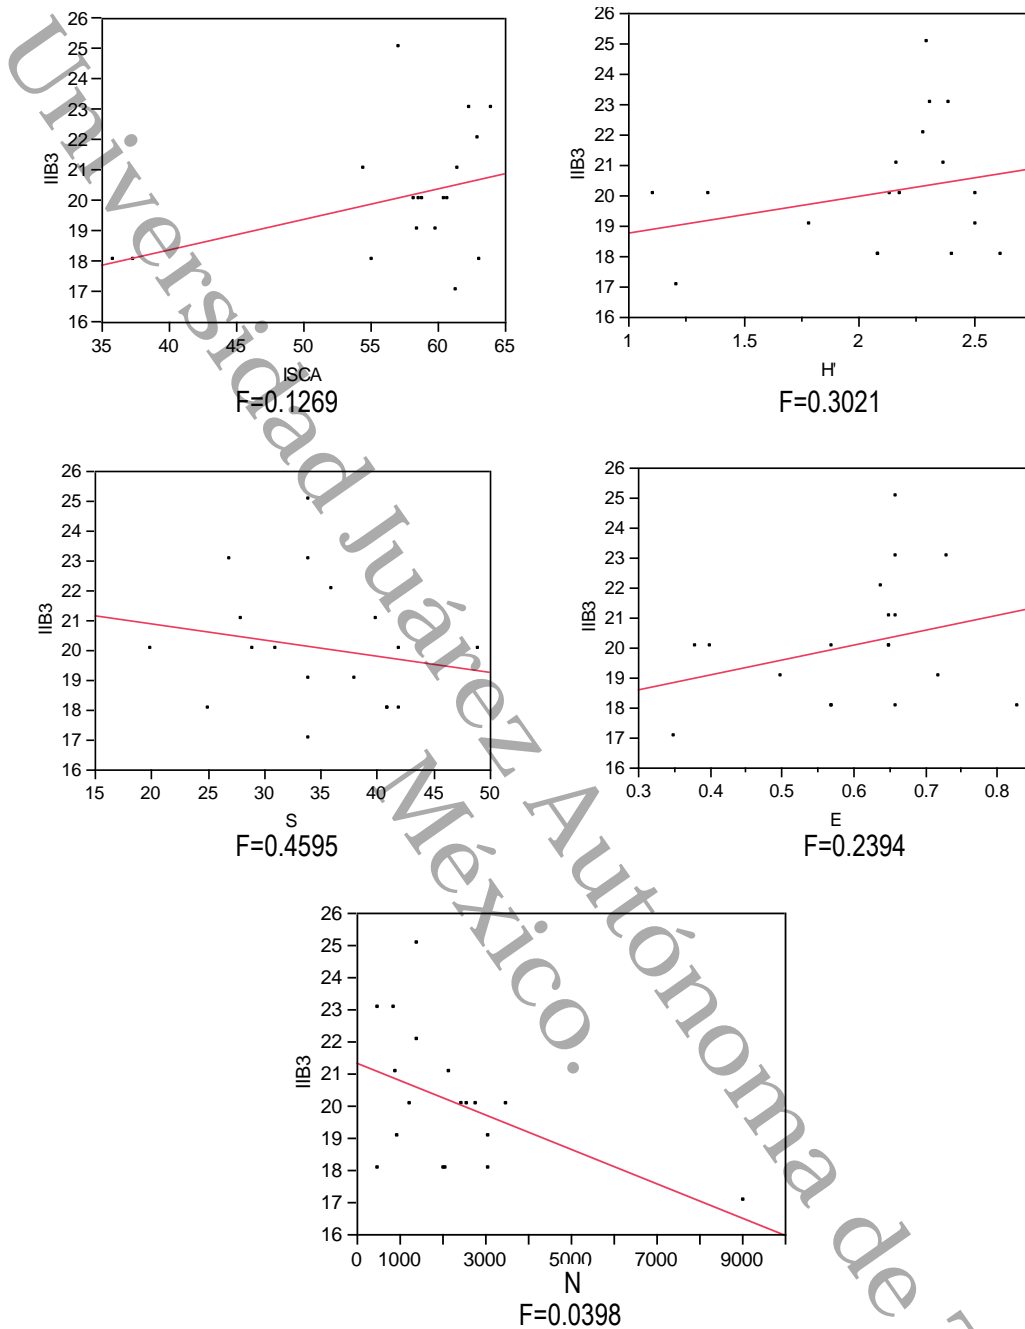 26
25
24
23
22
21
20
19
18
17
16
IIB3
35 40 45 50 55 60 65
ISCA
F=0.1269
26
25
24
23
22
21
20
19
18
17
16
IIB3
1 1.5 2 2.5
H'
F=0.3021
26
25
24
23
22
21
20
19
18
17
16
IIB3
15 20 25 30 35 40 45 50
S
F=0.4595
26
25
24
23
22
21
20
19
18
17
16
IIB3
0.3 0.4 0.5 0.6 0.7 0.8
E
F=0.2394
26
25
24
23
22
21
20
19
18
17
16
IIB3
0 1000 3000 5000 7000 9000
N
F=0.0398
Universidad Juárez Autónoma de
México.